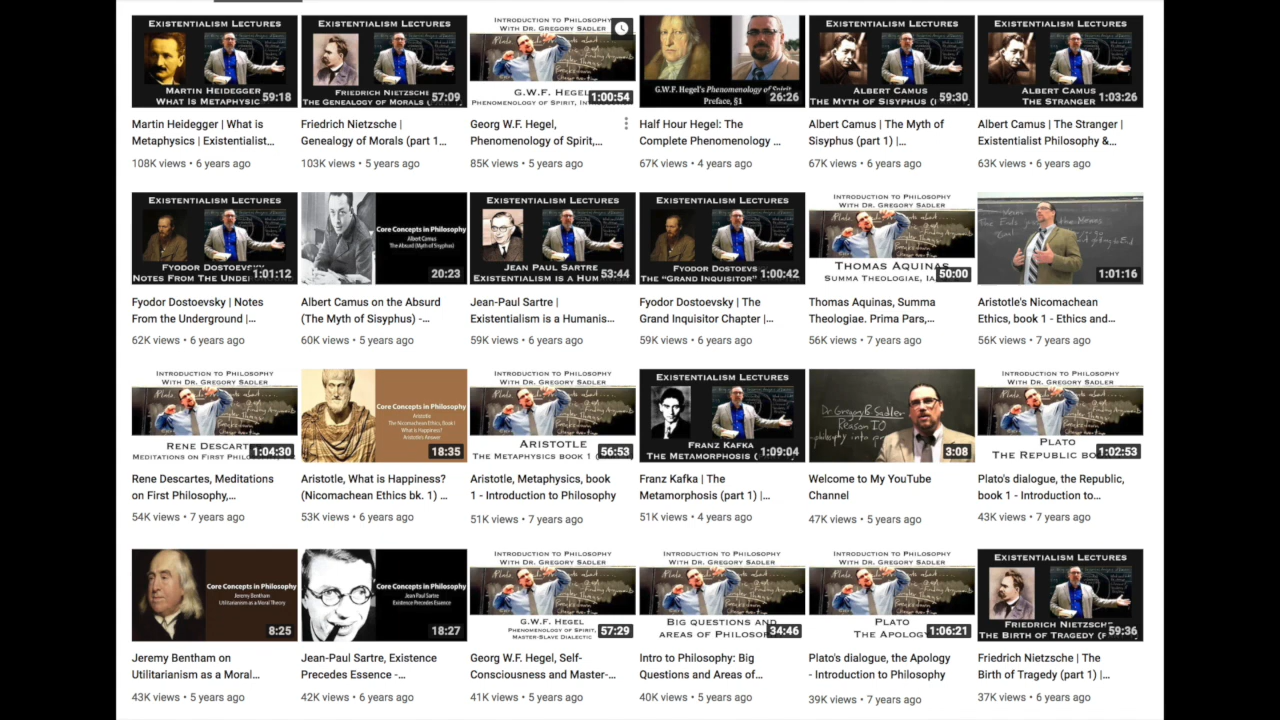 EXISTENTIALISM LECTURES
MARTIN HEIDEGGER
WHAT IS METAPHYSIC
59:18
Martin Heidegger | What is
Metaphysics | Existentialist...
108K views • 6 years ago
EXISTENTIALISM LECTURES
FRIEDRICH NIETZSCHE
THE GENEALOGY OF MORALS (
57:09
Friedrich Nietzsche |
Genealogy of Morals (part 1...
103K views • 5 years ago
INTRODUCTION TO PHILOSOPHY
WITH DR. GREGORY SADLER
G.W.F. HEGEL
PHENOMENOLOGY OF SPIRIT,
1:00:54
Georg W.F. Hegel,
Phenomenology of Spirit,...
85K views • 5 years ago
G.W.F. Hegel's Phenomenology of Spirit
Preface, §1
26:26
Half Hour Hegel: The
Complete Phenomenology ...
67K views • 4 years ago
EXISTENTIALISM LECTURES
ALBERT CAMUS
THE MYTH OF SISYPHUS (
59:30
Albert Camus | The Myth of
Sisyphus (part 1) |...
67K views • 6 years ago
EXISTENTIALISM LECTURES
ALBERT CAMUS
THE STRANGER
1:03:26
Albert Camus | The Stranger |
Existentialist Philosophy &...
63K views • 6 years ago
EXISTENTIALISM LECTURES
FYODOR DOSTOEVSKY
NOTES FROM THE UNDE
1:01:12
Fyodor Dostoevsky | Notes
From the Underground |...
62K views • 6 years ago
Core Concepts in Philosophy
Albert Camus
The Absurd (Myth of Sisyphus)
20:23
Albert Camus on the Absurd
(The Myth of Sisyphus) -...
60K views • 5 years ago
EXISTENTIALISM LECTURES
JEAN PAUL SARTRE
EXISTENTIALISM IS A HUM
53:44
Jean-Paul Sartre |
Existentialism is a Humanis...
59K views • 6 years ago
EXISTENTIALISM LECTURES
FYODOR DOSTOEVS
THE "GRAND INQUISITOR"
1:00:42
Fyodor Dostoevsky | The
Grand Inquisitor Chapter |...
59K views • 6 years ago
INTRODUCTION TO PHILOSOPHY
WITH DR. GREGORY SADLER
THOMAS AQUINAS
SUMMA THEOLOGIAE, IA
50:00
Thomas Aquinas, Summa
Theologiae. Prima Pars,...
56K views • 7 years ago
1:01:16
Aristotle's Nicomachean
Ethics, book 1 - Ethics and...
56K views • 7 years ago
INTRODUCTION TO PHILOSOPHY
WITH DR. GREGORY SADLER
RENE DESCART
MEDITATIONS ON FIRST PHILO
1:04:30
Rene Descartes, Meditations
on First Philosophy,...
54K views • 7 years ago
Core Concepts in Philosophy
Aristotle
The Nicomachean Ethics, Book I
What is Happiness?
Aristotle's Answer
18:35
Aristotle, What is Happiness?
(Nicomachean Ethics bk. 1) ...
53K views • 6 years ago
INTRODUCTION TO PHILOSOPHY
WITH DR. GREGORY SADLER
ARISTOTLE
THE METAPHYSICS BOOK 1 (
56:53
Aristotle, Metaphysics, book
1 - Introduction to Philosophy
51K views • 7 years ago
EXISTENTIALISM LECTURES
FRANZ KAFKA
THE METAMORPHOSIS (
1:09:04
Franz Kafka | The
Metamorphosis (part 1) |...
51K views • 4 years ago
Dr Gregory B Sadler
Reason IO
philosophy into pr
3:08
Welcome to My YouTube
Channel
47K views • 5 years ago
INTRODUCTION TO PHILOSOPHY
WITH DR. GREGORY SADLER
PLATO
THE REPUBLIC BO
1:02:53
Plato's dialogue, the Republic,
book 1 - Introduction to...
43K views • 7 years ago
Core Concepts in Philosophy
Jeremy Bentham
Utilitarianism as a Moral Theory
8:25
Jeremy Bentham on
Utilitarianism as a Moral...
43K views • 5 years ago
Core Concepts in Philosophy
Jean Paul Sartre
Existence Precedes Essence
18:27
Jean-Paul Sartre, Existence
Precedes Essence -...
42K views • 6 years ago
INTRODUCTION TO PHILOSOPHY
WITH DR. GREGORY SADLER
G.W.F. HEGEL
PHENOMENOLOGY OF SPIRIT,
MASTER-SLAVE DIALECTIC
57:29
Georg W.F. Hegel, Self-
Consciousness and Master-...
41K views • 5 years ago
INTRODUCTION TO PHILOSOPHY
WITH DR. GREGORY SADLER
BIG QUESTIONS AND
AREAS OF PHILOSO
34:46
Intro to Philosophy: Big
Questions and Areas of...
40K views • 5 years ago
INTRODUCTION TO PHILOSOPHY
WITH DR. GREGORY SADLER
PLATO
THE APOLOG
1:06:21
Plato's dialogue, the Apology
- Introduction to Philosophy
39K views • 7 years ago
EXISTENTIALISM LECTURES
FRIEDRICH NIETZSCHE
THE BIRTH OF TRAGEDY (
59:36
Friedrich Nietzsche | The
Birth of Tragedy (part 1) |...
37K views • 6 years ago